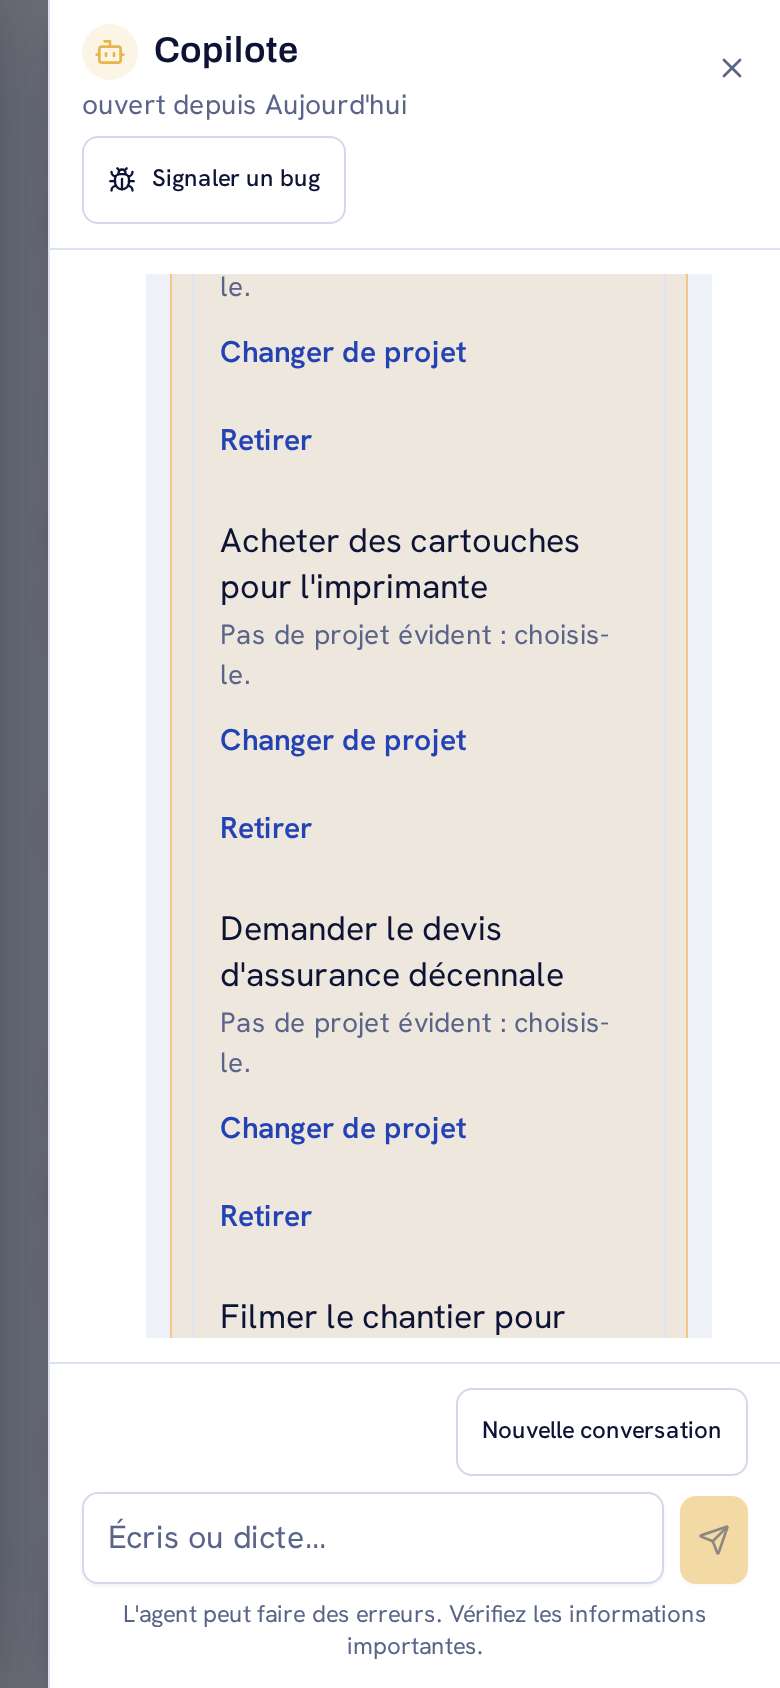 Copilote
ouvert depuis Aujourd'hui
Signaler un bug
le.
Changer de projet
Retirer
Acheter des cartouches
pour l'imprimante
Pas de projet évident : choisis-
le.
Changer de projet
Retirer
Demander le devis
d'assurance décennale
Pas de projet évident : choisis-
le.
Changer de projet
Retirer
Filmer le chantier pour
Nouvelle conversation
Écris ou dicte...
L'agent peut faire des erreurs. Vérifiez les informations
importantes.